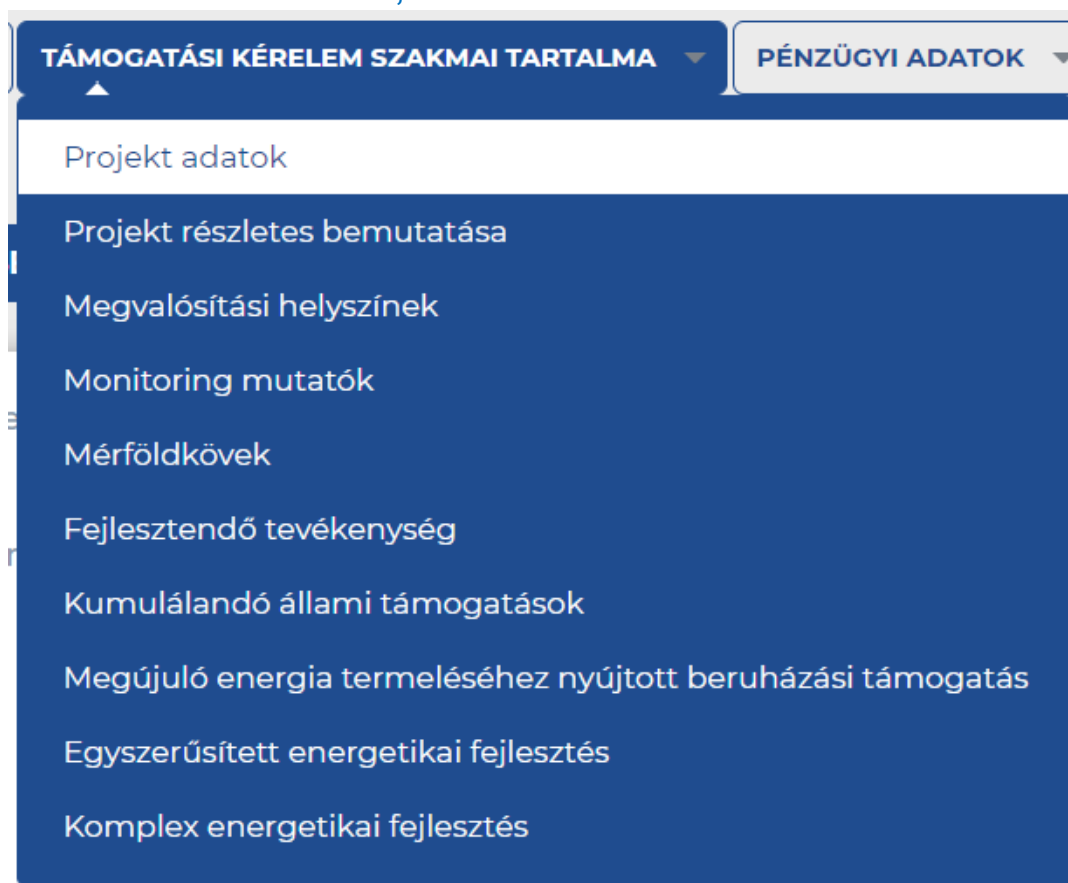 TÁMOGATÁSI KÉRELEM SZAKMAI TARTALMA
PÉNZÜGYI ADATOK
Projekt adatok
Projekt részletes bemutatása
Megvalósítási helyszínek
Monitoring mutatók
Mérföldkövek
Fejlesztendő tevékenység
Kumulálandó állami támogatások
Megújuló energia termeléséhez nyújtott beruházási támogatás
Egyszerűsített energetikai fejlesztés
Komplex energetikai fejlesztés